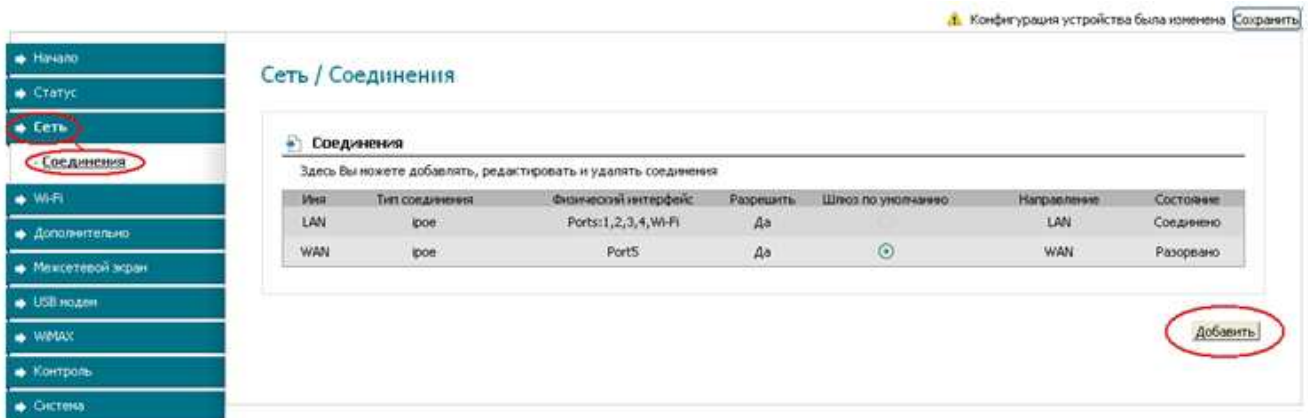 Конфигурация устройства была изменена Сохранить
Начало
Статус
Сеть
- Соединения
Wi-Fi
Дополнительно
Межсетевой экран
USB модем
WiMAX
Контроль
Система
Сеть / Соединения
Соединения
Здесь Вы можете добавлять, редактировать и удалять соединения
Имя Тип соединения Физический интерфейс Разрешить Шлюз по умолчанию Направление Состояние
LAN ipoe Ports:1,2,3,4,Wi-Fi Да LAN Соединено
WAN ipoe Port5 Да WAN Разорвано
Добавить